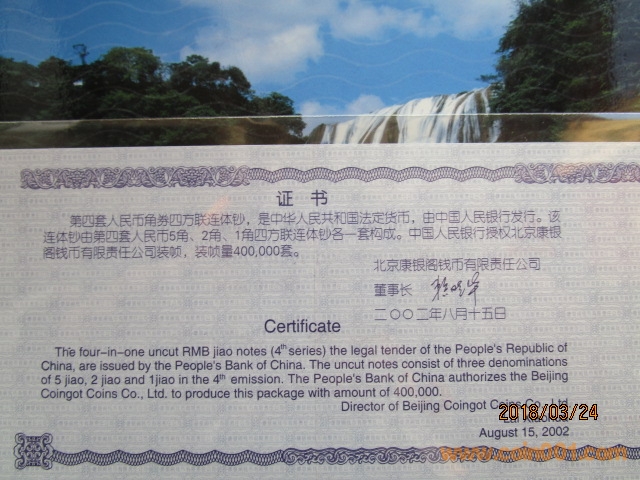 证 书
第四套人民币角券四方联连体钞，是中华人民共和国法定货币，由中国人民银行发行。该
连体钞由第四套人民币5角、2角、1角四方联连体钞各一套构成。中国人民银行授权北京康银
阁钱币有限责任公司装帧，装帧量400,000套。
北京康银阁钱币有限责任公司
董事长
二〇〇二年八月十五日
Certificate
The four-in-one uncut RMB jiao notes (4th series) the legal tender of the People's Republic of
China, are issued by the People's Bank of China. The uncut notes consist of three denominations
of 5 jiao, 2 jiao and 1jiao in the 4th emission. The People's Bank of China authorizes the Beijing
Coingot Coins Co., Ltd. to produce this package with amount of 400,000.
Director of Beijing Coingot Coins Co., Ltd
2018/03/24
August 15, 2002